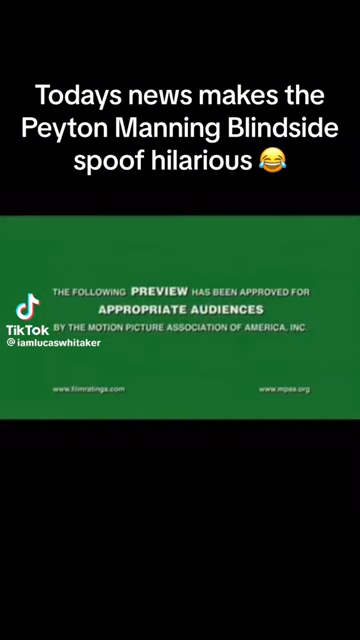 Todays news makes the
Peyton Manning Blindside
spoof hilarious 😂
THE FOLLOWING PREVIEW HAS BEEN APPROVED FOR
APPROPRIATE AUDIENCES
BY THE MOTION PICTURE ASSOCIATION OF AMERICA, INC.
TikTok
@iamlucaswhitaker
www.filmratings.com
www.mpaa.org